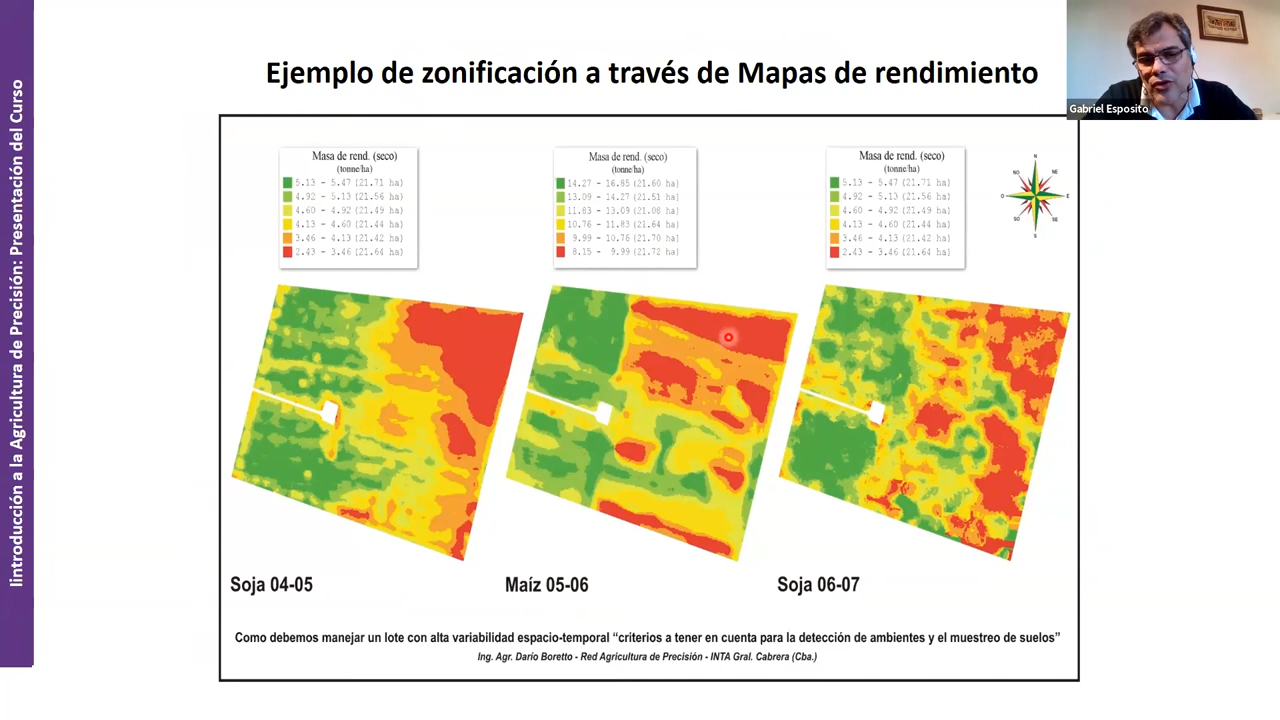 Iintroducción a la Agricultura de Precisión: Presentación del Curso
Ejemplo de zonificación a través de Mapas de rendimiento
Gabriel Esposito
Masa de rend. (seco)
(tonne/ha)
5.13 - 5.47 (21.71 ha)
4.92 - 5.13 (21.56 ha)
4.60 - 4.92 (21.49 ha)
4.13 - 4.60 (21.44 ha)
3.46 - 4.13 (21.42 ha)
2.43 - 3.46 (21.64 ha)
Masa de rend. (seco)
(tonne/ha)
14.27 - 16.85 (21.60 ha)
13.09 - 14.27 (21.51 ha)
11.83 - 13.09 (21.08 ha)
10.76 - 11.83 (21.64 ha)
9.99 - 10.76 (21.70 ha)
8.15 - 9.99 (21.72 ha)
Masa de rend. (seco)
(tonne/ha)
5.13 - 5.47 (21.71 ha)
4.92 - 5.13 (21.56 ha)
4.60 - 4.92 (21.49 ha)
4.13 - 4.60 (21.44 ha)
3.46 - 4.13 (21.42 ha)
2.43 - 3.46 (21.64 ha)
N
NO NE
O E
SO SE
S
Soja 04-05
Maíz 05-06
Soja 06-07
Como debemos manejar un lote con alta variabilidad espacio-temporal “criterios a tener en cuenta para la detección de ambientes y el muestreo de suelos”
Ing. Agr. Darío Boretto - Red Agricultura de Precisión - INTA Gral. Cabrera (Cba.)